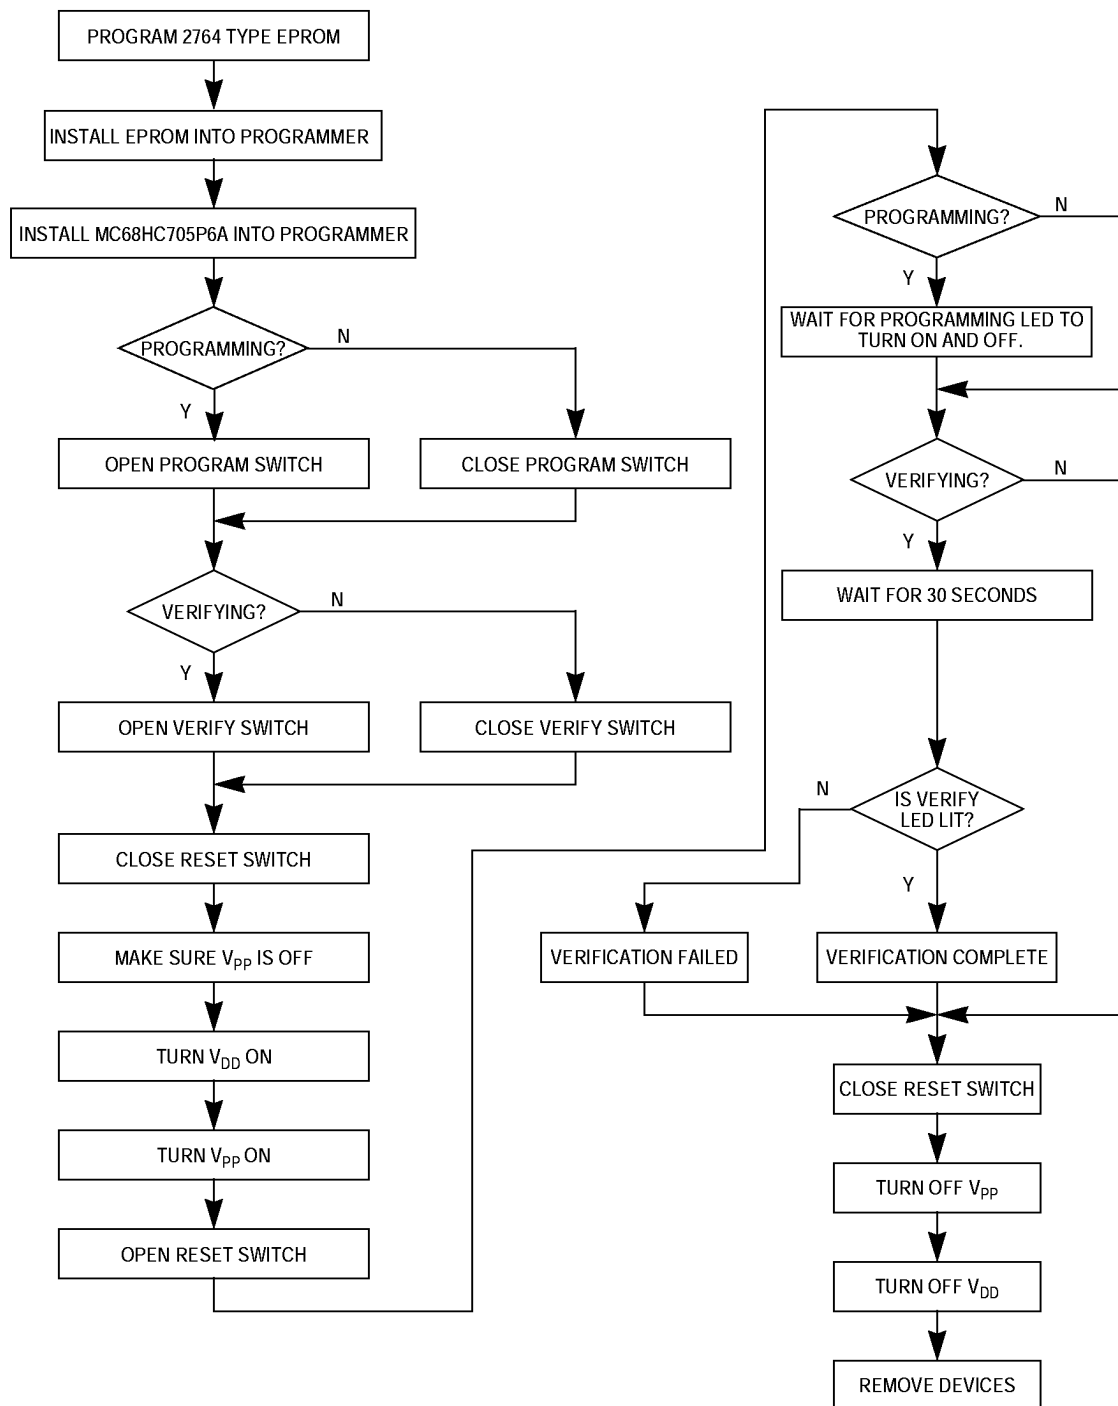 PROGRAM 2764 TYPE EPROM
INSTALL EPROM INTO PROGRAMMER
INSTALL MC68HC705P6A INTO PROGRAMMER
PROGRAMMING?
N
Y
OPEN PROGRAM SWITCH
CLOSE PROGRAM SWITCH
VERIFYING?
N
Y
OPEN VERIFY SWITCH
CLOSE VERIFY SWITCH
CLOSE RESET SWITCH
MAKE SURE VPP IS OFF
TURN VDD ON
TURN VPP ON
OPEN RESET SWITCH
PROGRAMMING?
N
Y
WAIT FOR PROGRAMMING LED TO
TURN ON AND OFF.
VERIFYING?
N
Y
WAIT FOR 30 SECONDS
IS VERIFY
LED LIT?
N
Y
VERIFICATION FAILED
VERIFICATION COMPLETE
CLOSE RESET SWITCH
TURN OFF VPP
TURN OFF VDD
REMOVE DEVICES